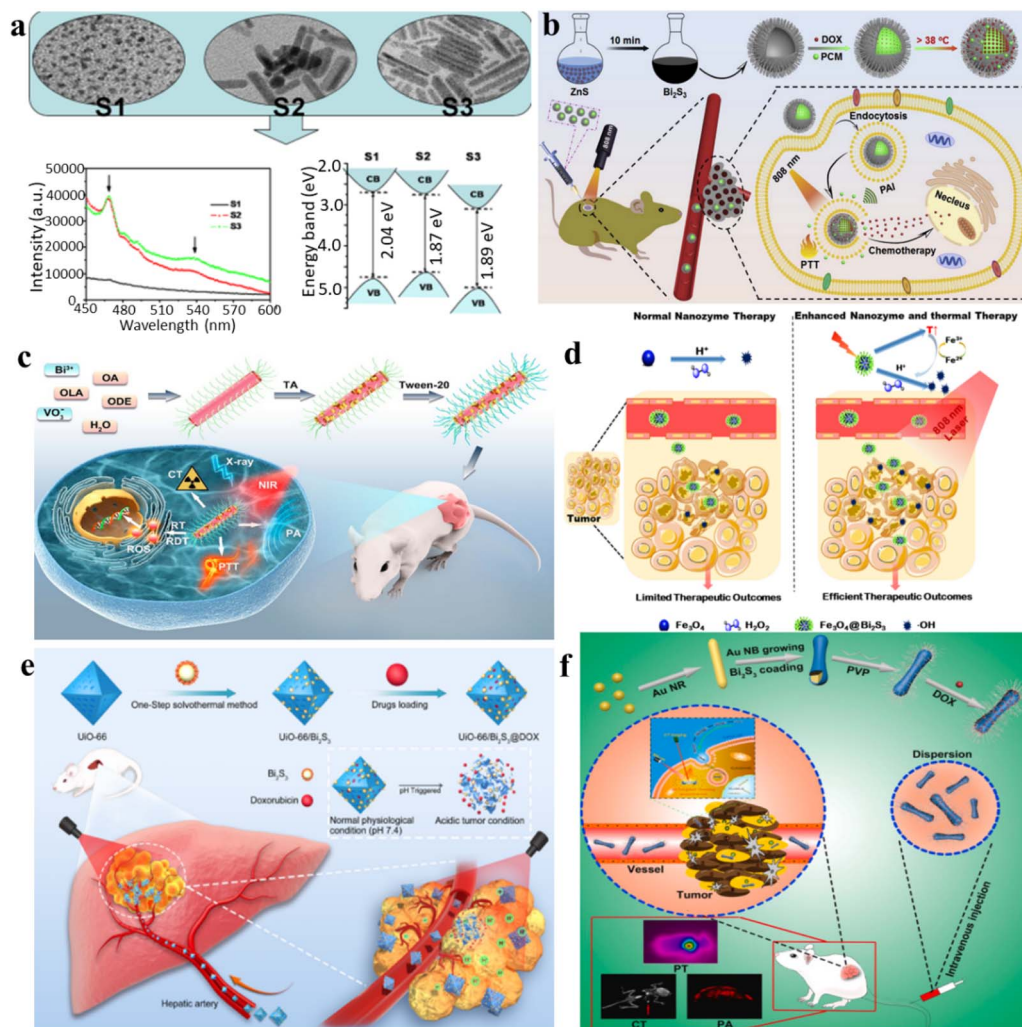 a
S1
S2
S3
50000
40000
30000
20000
10000
0
Intensity (a.u.)
S1
S2
S3
450
480
510
540
570
600
Wavelength (nm)
Energy band (eV)
2.0
3.0
4.0
5.0
S1
S2
S3
CB
CB
CB
2.04 eV
1.87 eV
1.89 eV
VB
VB
VB
b
10 min
ZnS
Bi₂S₃
DOX
PCM
> 38 °C
808 nm
Endocytosis
808 nm
PAI
Necleus
PTT
Chemotherapy
c
Bi³⁺
OA
OLA
ODE
VO₃⁻
H₂O
TA
Tween-20
CT
X-ray
NIR
RT
RDT
ROS
PA
PTT
Normal Nanozyme Therapy
Enhanced Nanozyme and thermal Therapy
d
H⁺
T↑
Fe³⁺
Fe²⁺
H⁺
808 nm
Laser
Tumor
Limited Therapeutic Outcomes
Efficient Therapeutic Outcomes
Fe₃O₄
H₂O₂
Fe₃O₄@Bi₂S₃
·OH
e
One-Step solvothermal method
Drugs loading
UiO-66
UiO-66/Bi₂S₃
UiO-66/Bi₂S₃@DOX
Bi₂S₃
Doxorubicin
pH Triggered
Normal physiological
condition (pH 7.4)
Acidic tumor condition
Hepatic artery
f
Au NR
Au NB growing
Bi₂S₃ coading
PVP
DOX
Dispersion
Vessel
Tumor
Intravenous injection
PT
CT
PA